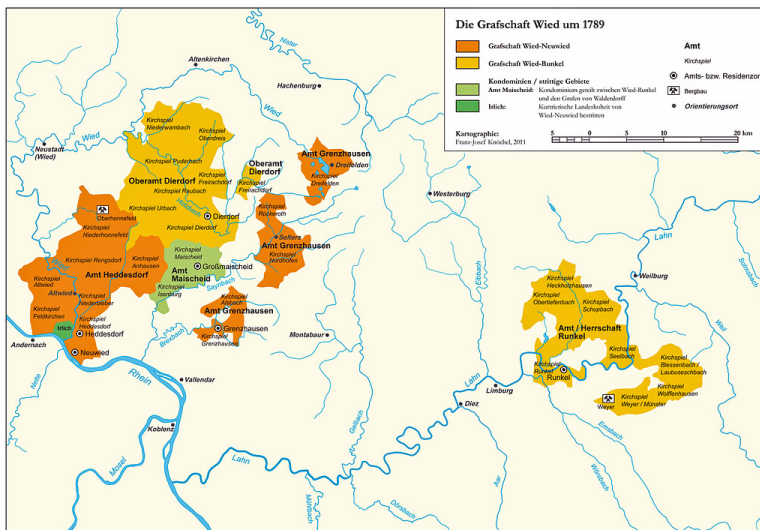 Die Grafschaft Wied um 1789
Grafschaft Wied-Neuwied
Grafschaft Wied-Runkel
Kondominien / strittige Gebiete
Amt Maischeid: Kondominium geteilt zwischen Wied-Runkel
und den Grafen von Walderdorff
Irlich: Kurtrierische Landeshoheit von
Wied-Neuwied bestritten
Kartographie:
Franz-Josef Knöchel, 2011
Amt
Kirchspiel
Amts- bzw. Residenzor
Bergbau
Orientierungsort
5
0
5
10
20 km
Nister
Altenkirchen
Hachenburg
Wied
Neustadt
(Wied)
Wied
Kirchspiel
Niederwambach
Kirchspiel
Oberdreis
Kirchspiel Puderbach
Oberamt Dierdorf
Kirchspiel
Freirachdorf
Kirchspiel Raubach
Kirchspiel Urbach
Holzbach
Dierdorf
Kirchspiel Dierdorf
Oberamt
Dierdorf
Kirchspiel
Freirachdorf
Amt Grenzhausen
Dreifelden
Kirchspiel
Dreifelden
Kirchspiel
Rückeroth
Selters
Amt Grenzhausen
Kirchspiel
Nordhofen
Westerburg
Oberhonnefeld
Kirchspiel
Niederhonnefeld
Kirchspiel Rengsdorf
Kirchspiel
Anhausen
Amt Heddesdorf
Kirchspiel
Maischeid
Großmaischeid
Amt
Maischeid
Kirchspiel
Isenburg
Saynbach
Wied
Kirchspiel
Altwied
Altwied
Kirchspiel
Niederbieber
Kirchspiel
Feldkirchen
Kirchspiel
Heddesdorf
Irlich
Heddesdorf
Neuwied
Andernach
Nette
Rhein
Vallendar
Koblenz
Mosel
Kirchspiel
Alsbach
Amt Grenzhausen
Grenzhausen
Kirchspiel
Grenzhausen
Brexbach
Montabaur
Gelbach
Elbbach
Lahn
Mühlbach
Dörsbach
Aar
Diez
Limburg
Lahn
Lahn
Weilburg
Solmsbach
Weil
Kirchspiel
Heckholzhausen
Kirchspiel
Obertiefenbach
Kirchspiel
Schupbach
Amt / Herrschaft
Runkel
Kirchspiel
Seelbach
Kirchspiel
Runkel
Runkel
Kirchspiel
Blessenbach /
Laubuseschbach
Kirchspiel
Wolffenhausen
Kirchspiel
Weyer / Münster
Weyer
Emsbach
Wörsbach